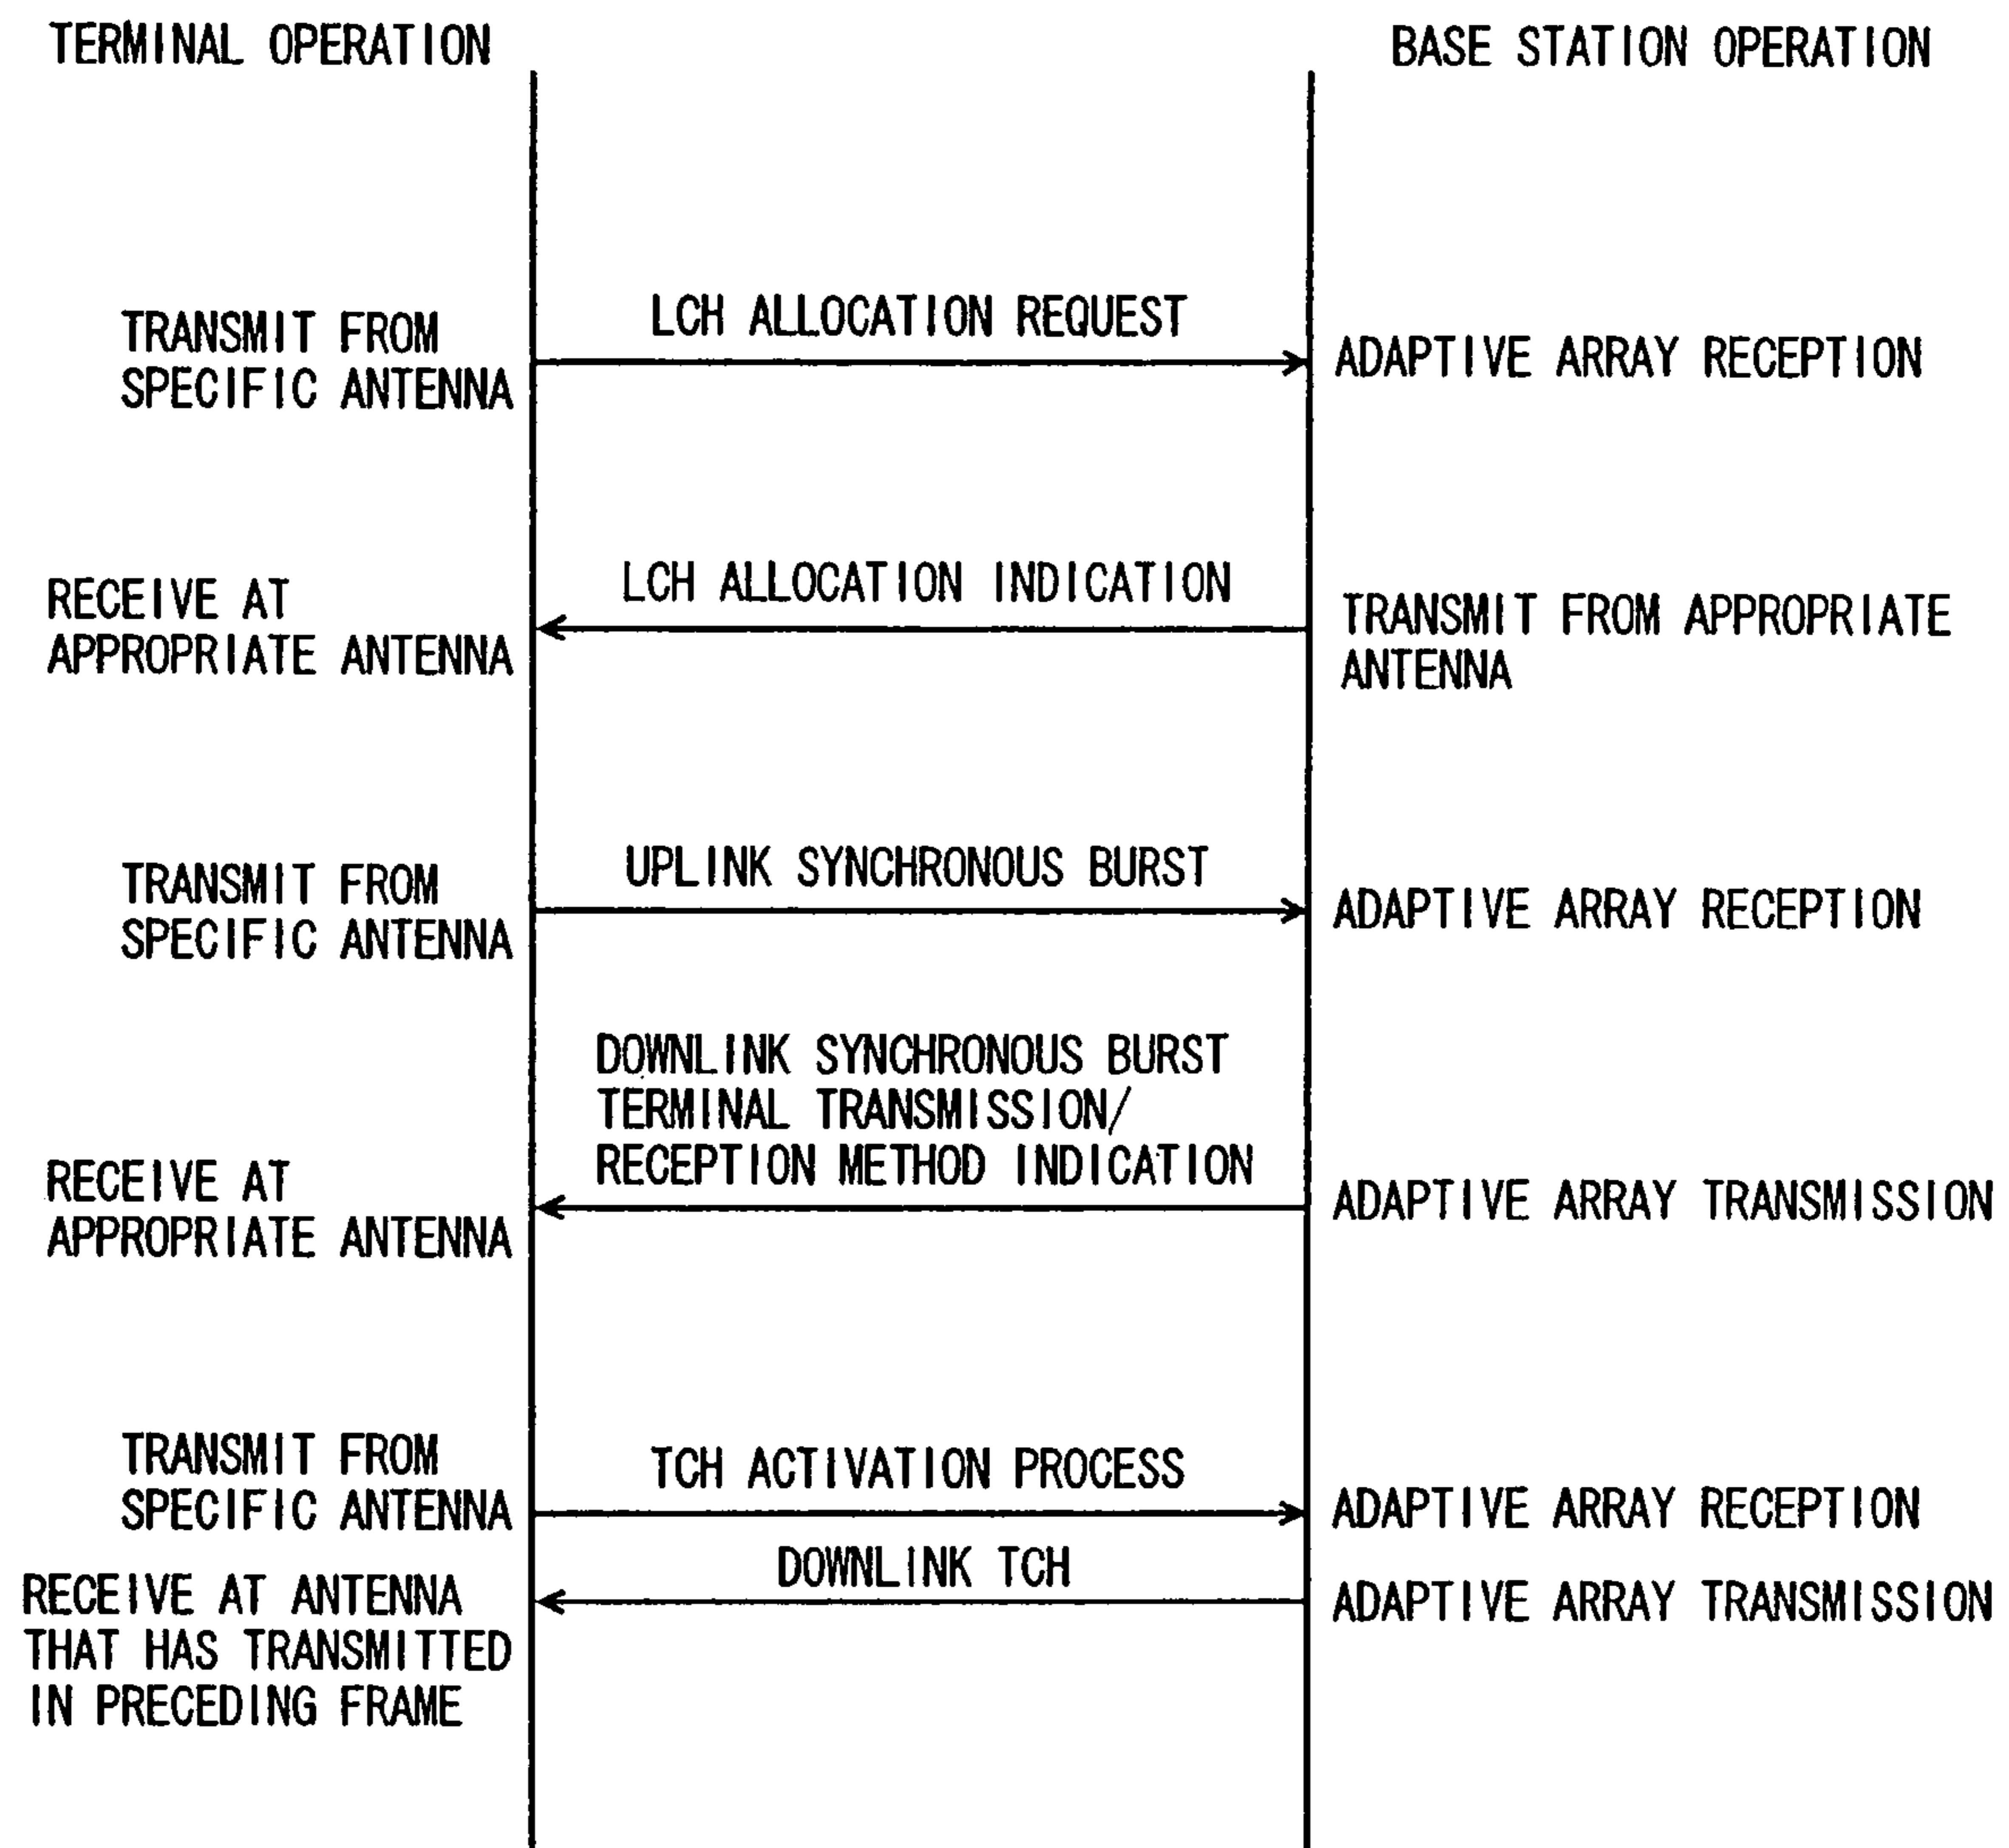 TERMINAL OPERATION
BASE STATION OPERATION
TRANSMIT FROM
SPECIFIC ANTENNA
LCH ALLOCATION REQUEST
ADAPTIVE ARRAY RECEPTION
RECEIVE AT
APPROPRIATE ANTENNA
LCH ALLOCATION INDICATION
TRANSMIT FROM APPROPRIATE
ANTENNA
TRANSMIT FROM
SPECIFIC ANTENNA
UPLINK SYNCHRONOUS BURST
ADAPTIVE ARRAY RECEPTION
RECEIVE AT
APPROPRIATE ANTENNA
DOWNLINK SYNCHRONOUS BURST
TERMINAL TRANSMISSION/
RECEPTION METHOD INDICATION
ADAPTIVE ARRAY TRANSMISSION
TRANSMIT FROM
SPECIFIC ANTENNA
TCH ACTIVATION PROCESS
ADAPTIVE ARRAY RECEPTION
RECEIVE AT ANTENNA
THAT HAS TRANSMITTED
IN PRECEDING FRAME
DOWNLINK TCH
ADAPTIVE ARRAY TRANSMISSION